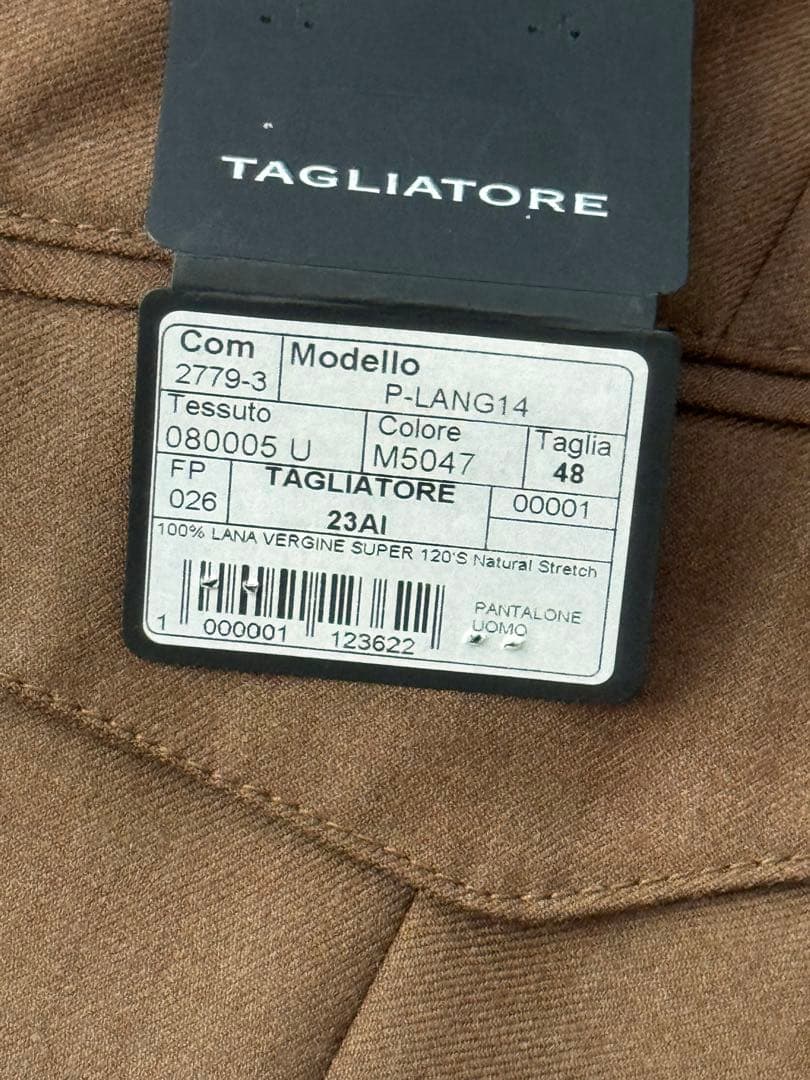 TAGLIATORE
Com
2779-3
Modello
P-LANG14
Tessuto
080005 U
Colore
M5047
Taglia
48
FP
026
TAGLIATORE
23AI
00001
100% LANA VERGINE SUPER 120'S Natural Stretch
1 000001 123622
PANTALONE
UOMO